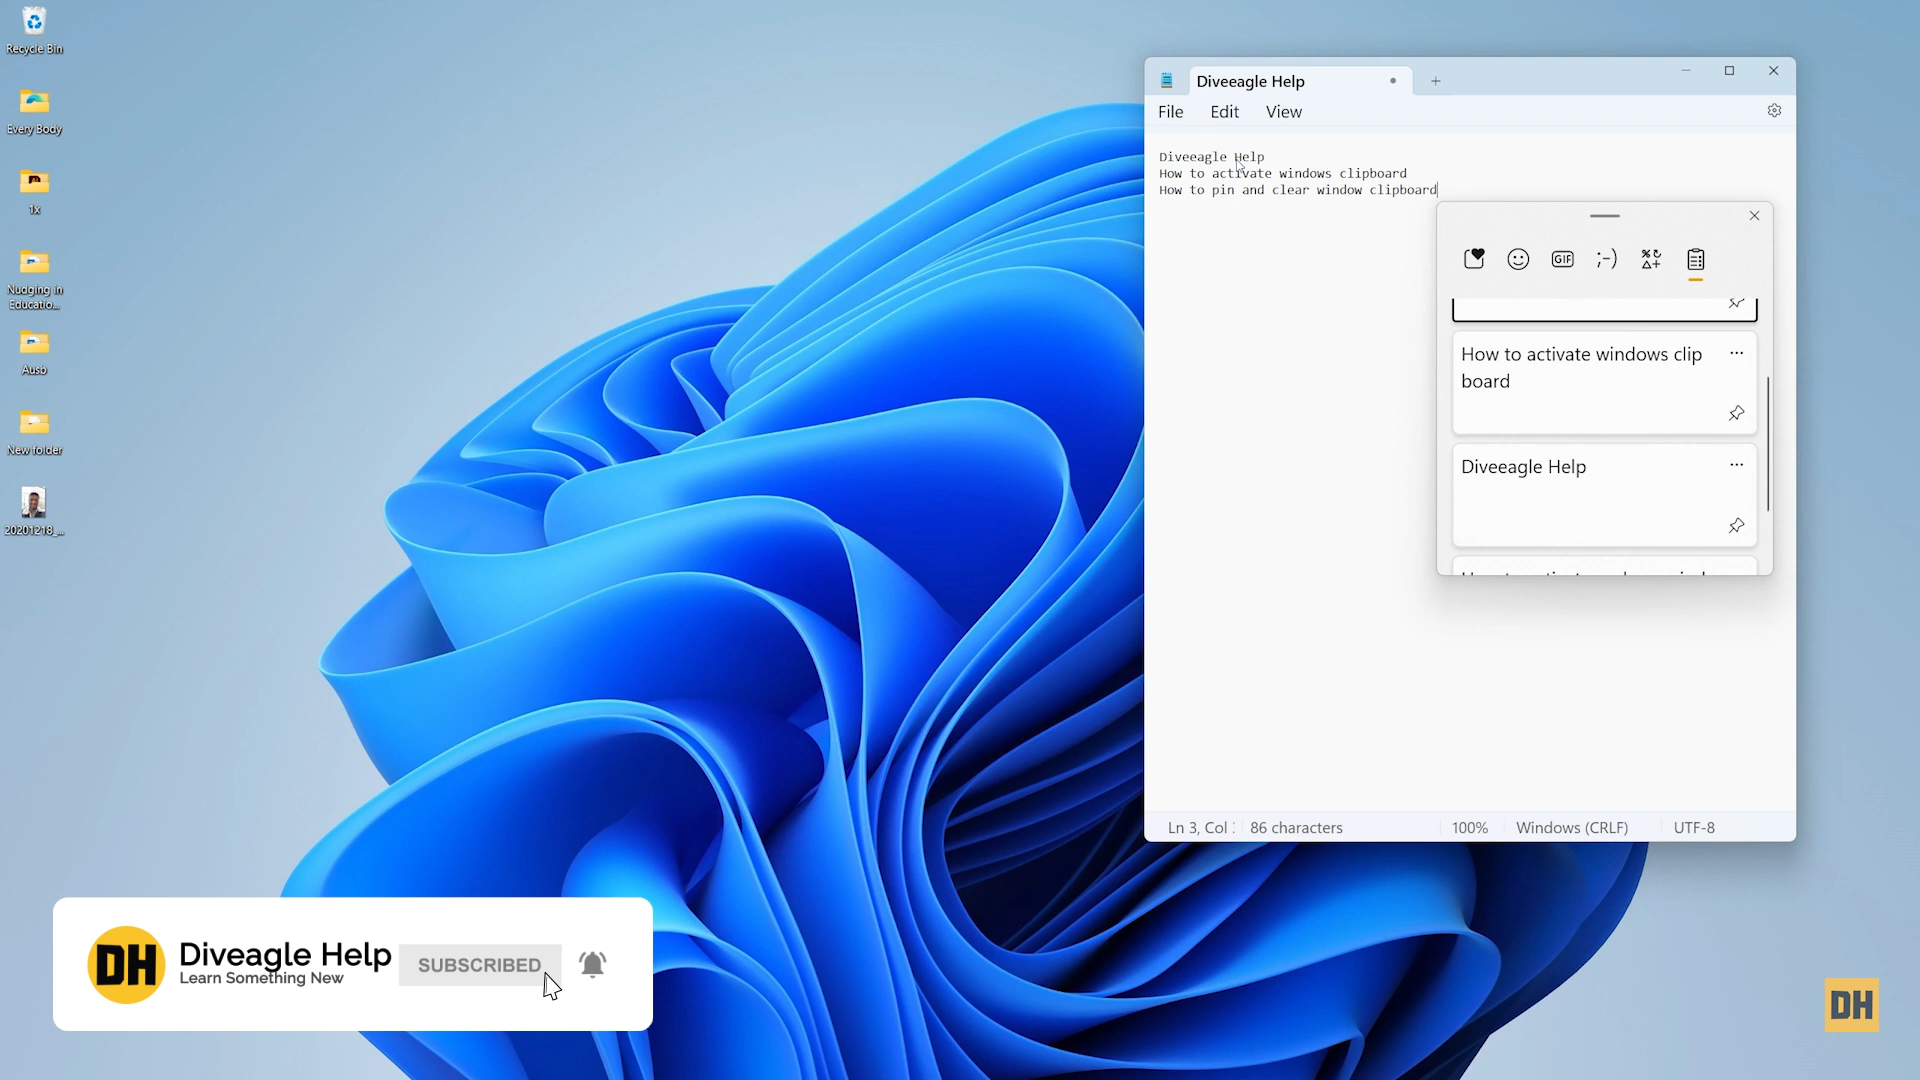 Recycle Bin
Every Body
1x
Nudging in
Educatio...
Ausb
New folder
20201218_...
Diveeagle Help
File
Edit
View
Diveeagle Help
How to activate windows clipboard
How to pin and clear window clipboard
GIF
;-)
How to activate windows clip
board
Diveeagle Help
Ln 3, Col
86 characters
100%
Windows (CRLF)
UTF-8
DH
Diveagle Help
Learn Something New
SUBSCRIBED
DH